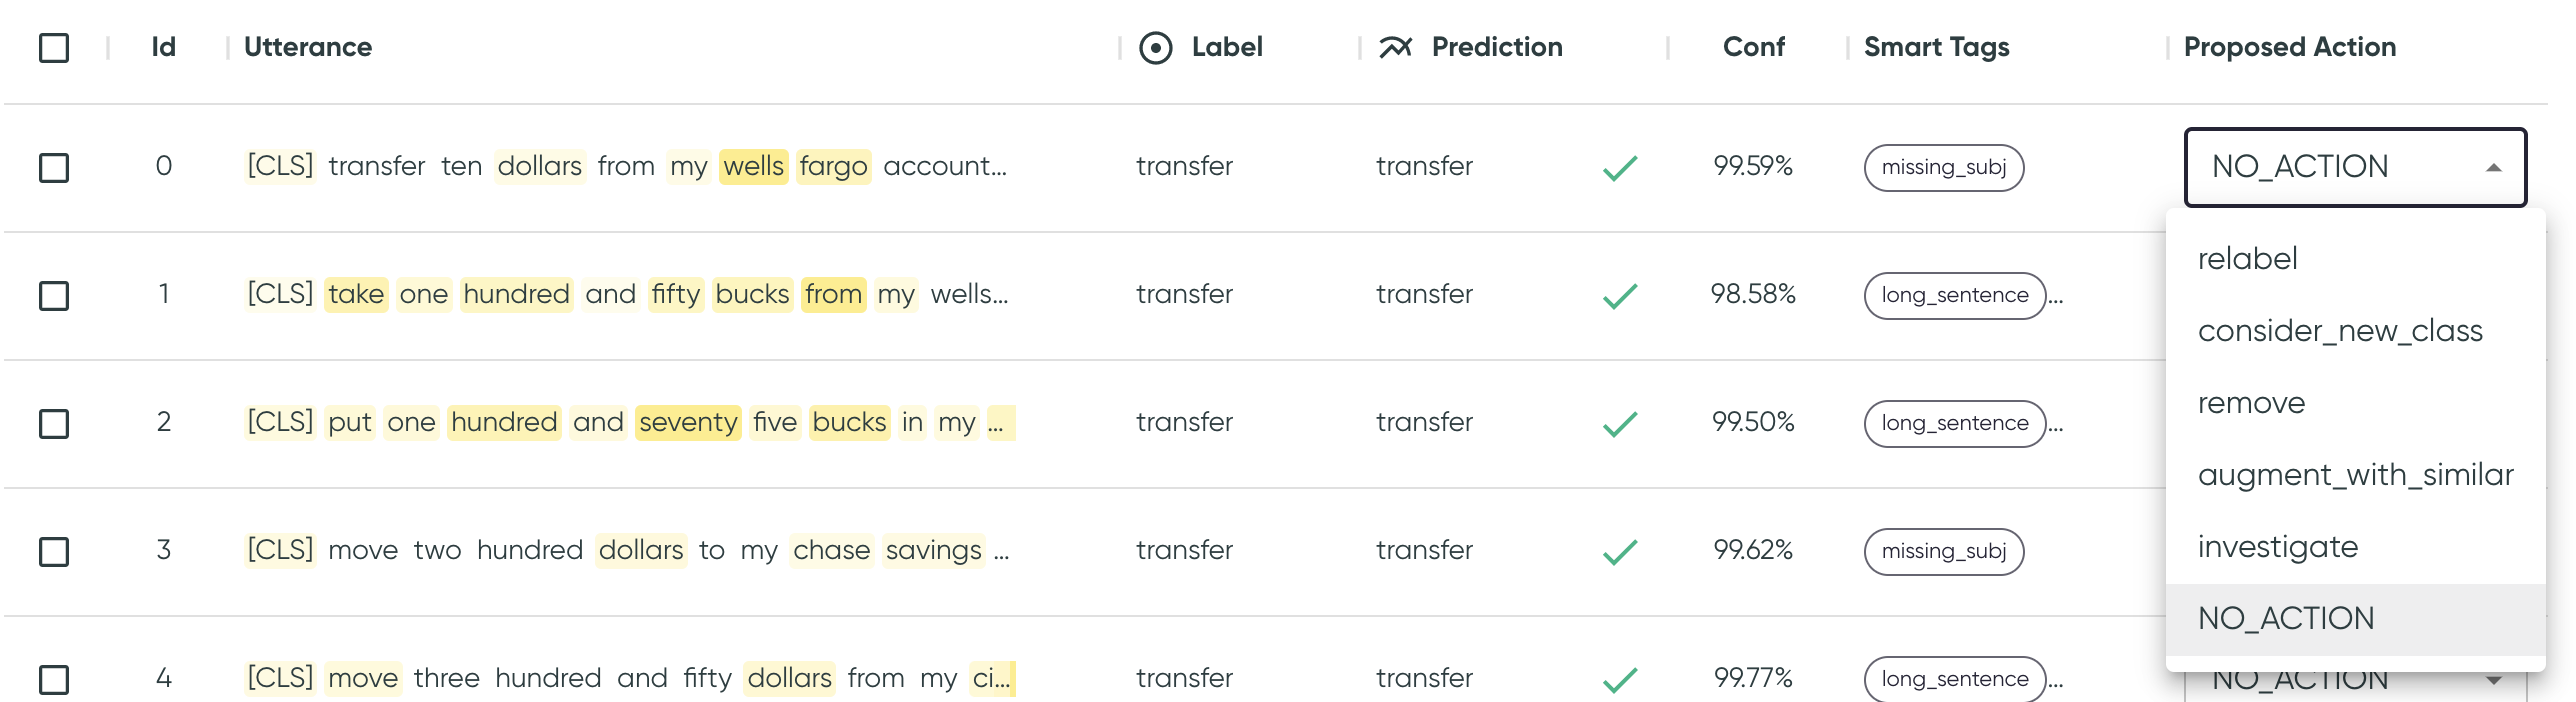 Id Utterance Label Prediction Conf Smart Tags Proposed Action
0 [CLS] transfer ten dollars from my wells fargo account... transfer transfer 99.59% missing_subj NO_ACTION
relabel
1 [CLS] take one hundred and fifty bucks from my wells... transfer transfer 98.58% long_sentence ...
consider_new_class
remove
2 [CLS] put one hundred and seventy five bucks in my ... transfer transfer 99.50% long_sentence ...
augment_with_similar
3 [CLS] move two hundred dollars to my chase savings ... transfer transfer 99.62% missing_subj
investigate
NO_ACTION
4 [CLS] move three hundred and fifty dollars from my ci... transfer transfer 99.77% long_sentence ... NO_ACTION